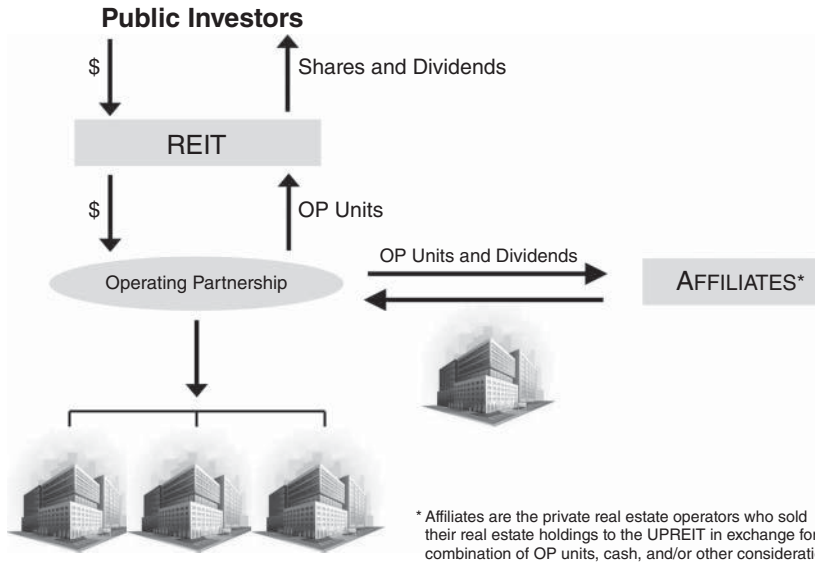 Public Investors
$
Shares and Dividends
REIT
$
OP Units
OP Units and Dividends
Operating Partnership
AFFILIATES*
* Affiliates are the private real estate operators who sold
their real estate holdings to the UPREIT in exchange for
combination of OP units, cash, and/or other